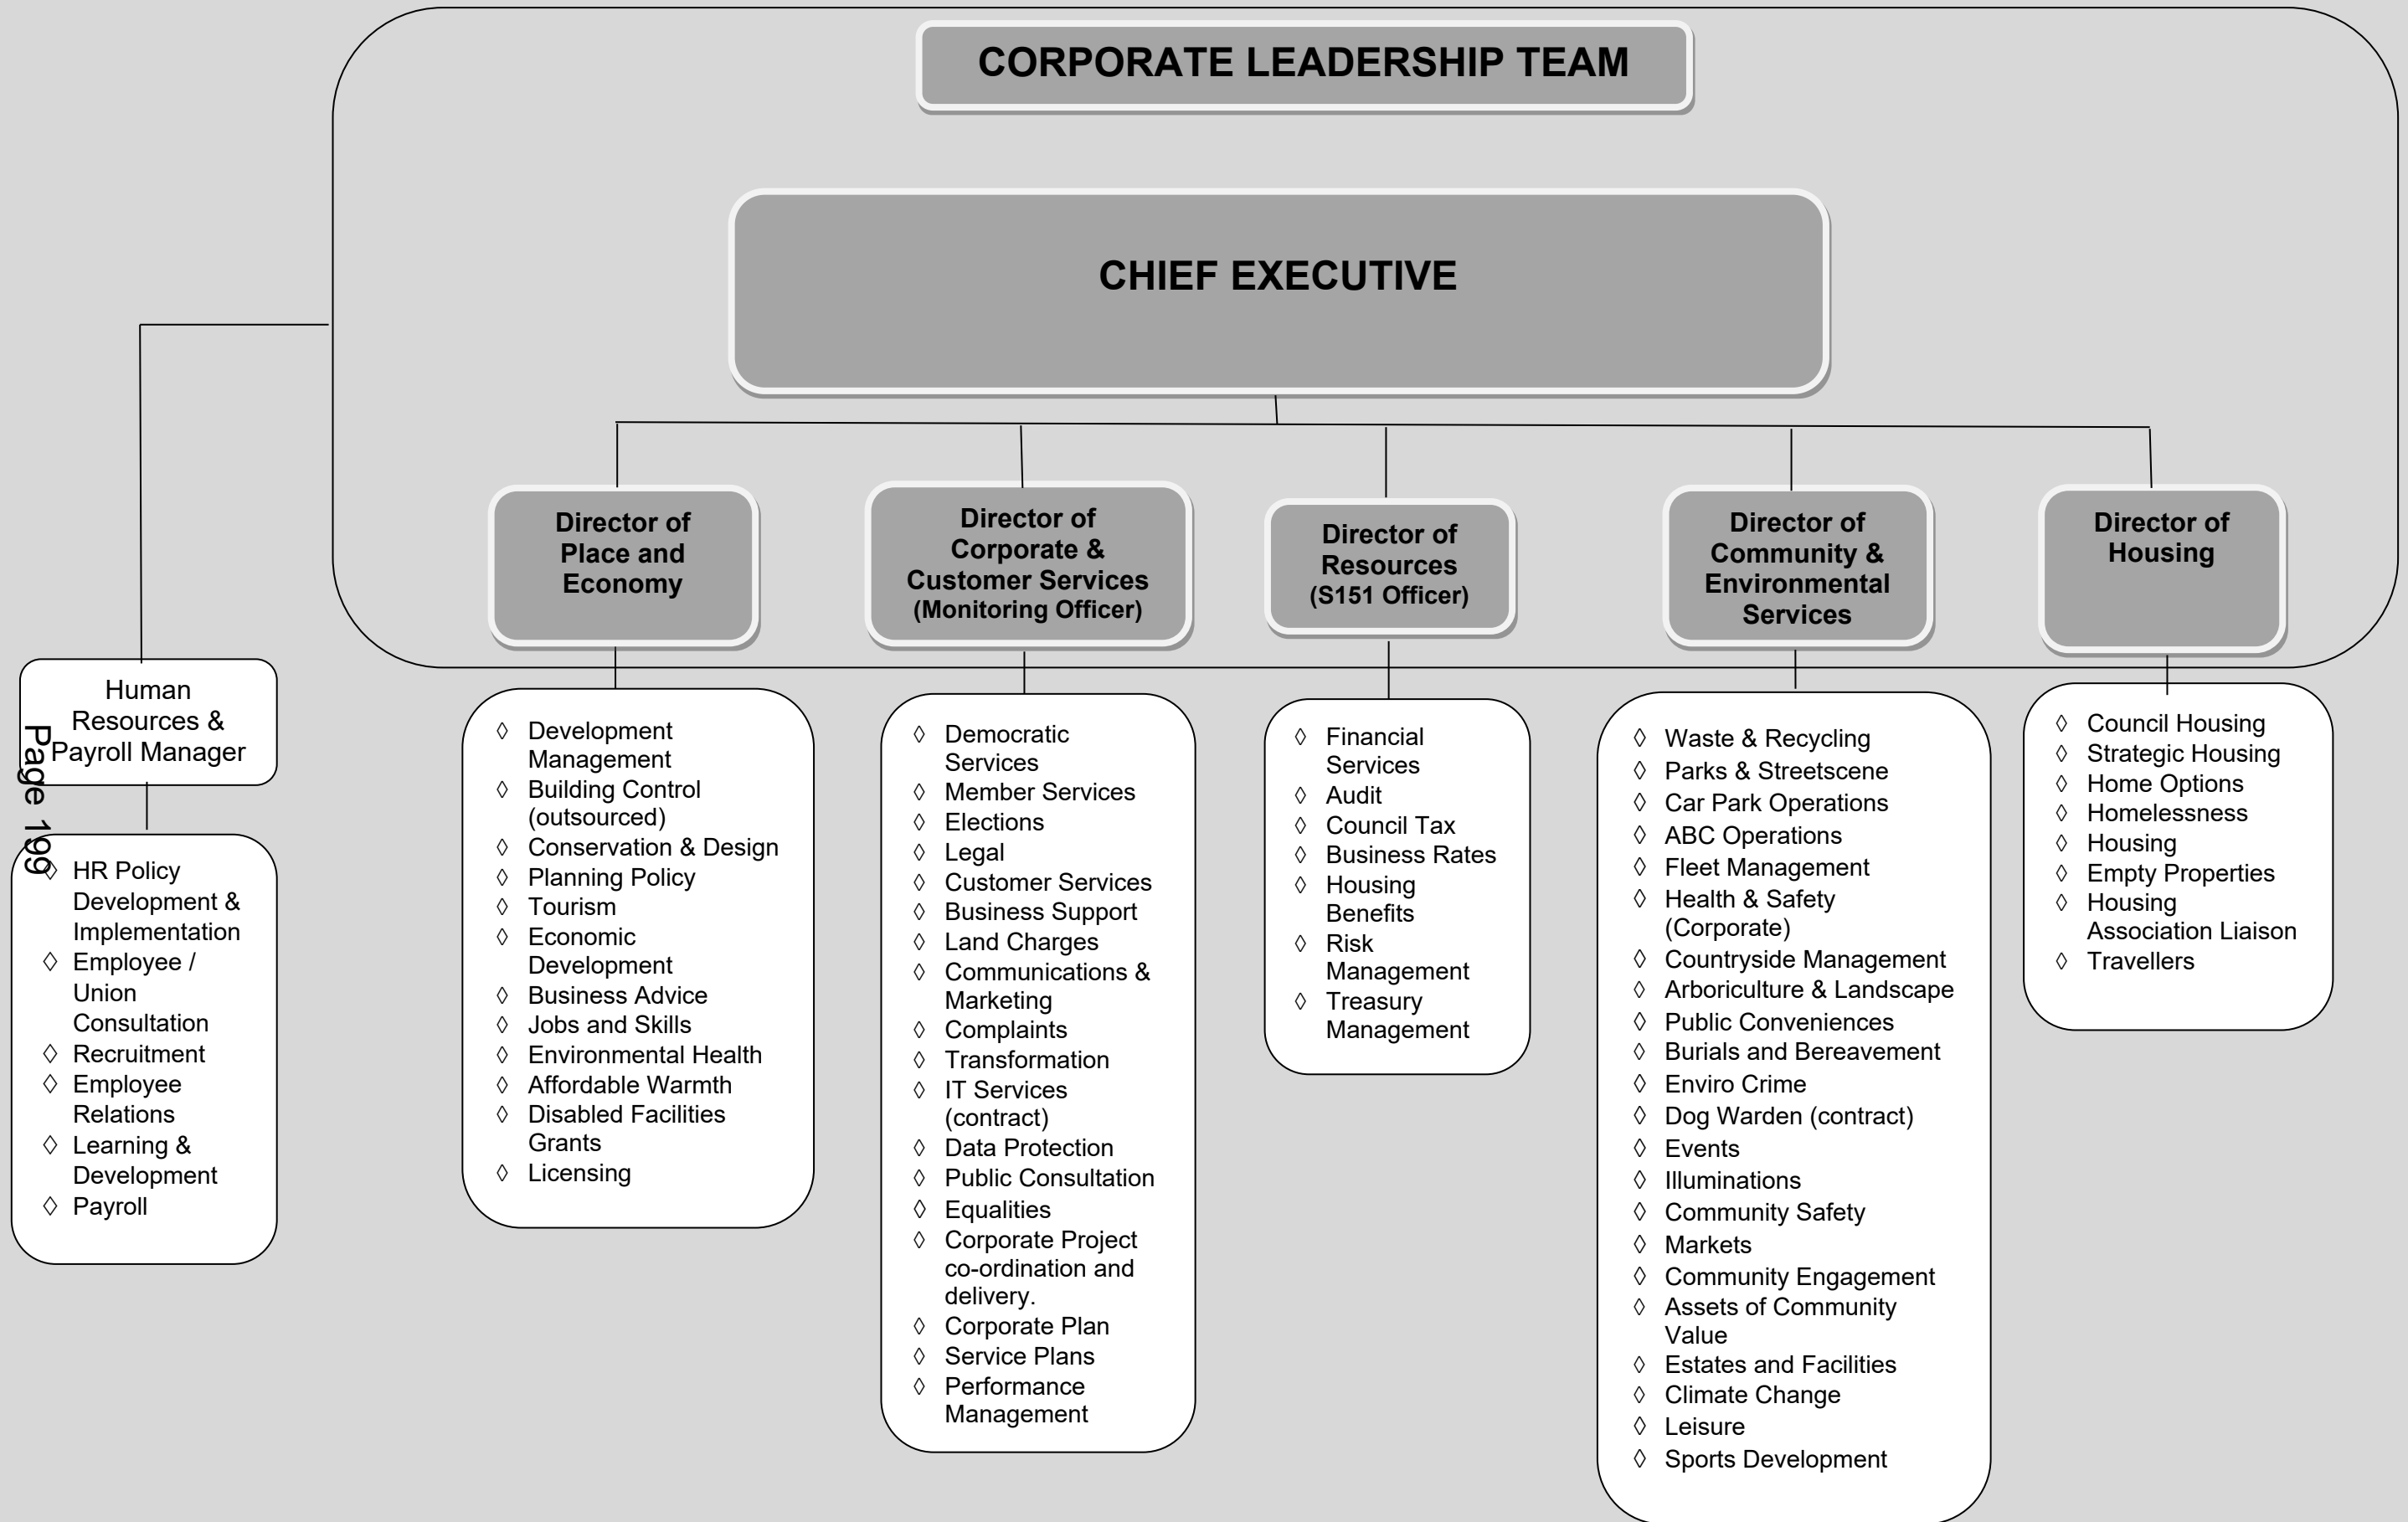 CORPORATE LEADERSHIP TEAM
CHIEF EXECUTIVE
Director of
Place and
Economy
Director of
Corporate &
Customer Services
(Monitoring Officer)
Director of
Resources
(S151 Officer)
Director of
Community &
Environmental
Services
Director of
Housing
Human
Resources &
Payroll Manager
Page 199
◊ HR Policy
Development &
Implementation
◊ Employee /
Union
Consultation
◊ Recruitment
◊ Employee
Relations
◊ Learning &
Development
◊ Payroll
◊ Development
Management
◊ Building Control
(outsourced)
◊ Conservation & Design
◊ Planning Policy
◊ Tourism
◊ Economic
Development
◊ Business Advice
◊ Jobs and Skills
◊ Environmental Health
◊ Affordable Warmth
◊ Disabled Facilities
Grants
◊ Licensing
◊ Democratic
Services
◊ Member Services
◊ Elections
◊ Legal
◊ Customer Services
◊ Business Support
◊ Land Charges
◊ Communications &
Marketing
◊ Complaints
◊ Transformation
◊ IT Services
(contract)
◊ Data Protection
◊ Public Consultation
◊ Equalities
◊ Corporate Project
co-ordination and
delivery.
◊ Corporate Plan
◊ Service Plans
◊ Performance
Management
◊ Financial
Services
◊ Audit
◊ Council Tax
◊ Business Rates
◊ Housing
Benefits
◊ Risk
Management
◊ Treasury
Management
◊ Waste & Recycling
◊ Parks & Streetscene
◊ Car Park Operations
◊ ABC Operations
◊ Fleet Management
◊ Health & Safety
(Corporate)
◊ Countryside Management
◊ Arboriculture & Landscape
◊ Public Conveniences
◊ Burials and Bereavement
◊ Enviro Crime
◊ Dog Warden (contract)
◊ Events
◊ Illuminations
◊ Community Safety
◊ Markets
◊ Community Engagement
◊ Assets of Community
Value
◊ Estates and Facilities
◊ Climate Change
◊ Leisure
◊ Sports Development
◊ Council Housing
◊ Strategic Housing
◊ Home Options
◊ Homelessness
◊ Housing
◊ Empty Properties
◊ Housing
Association Liaison
◊ Travellers